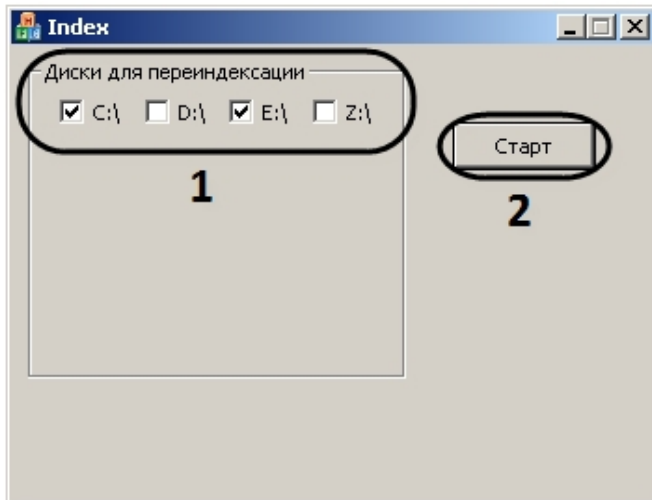 Index
Диски для переиндексации
C:\ D:\ E:\ Z:\
Старт
1
2